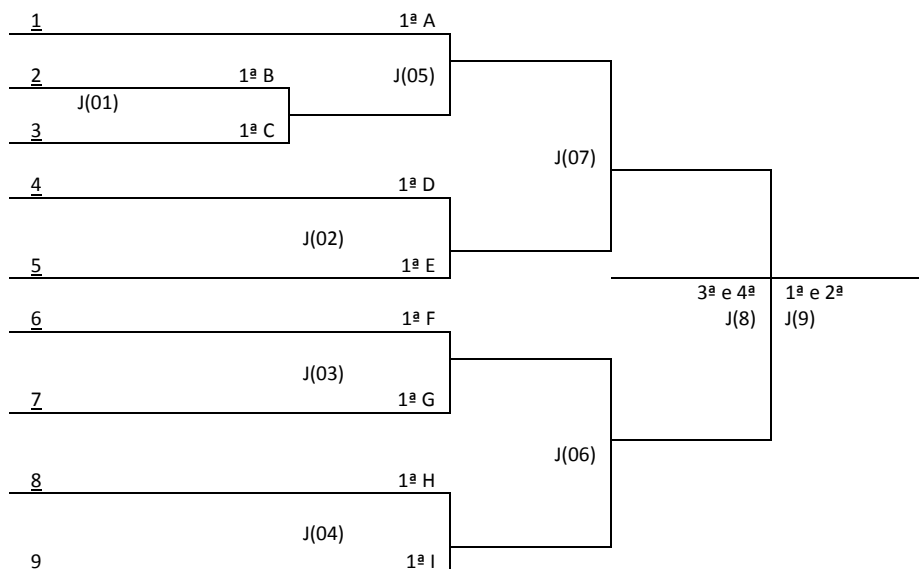 1 1ª A
2 1ª B J(05)
J(01)
3 1ª C
J(07)
4 1ª D
J(02)
5 1ª E
3ª e 4ª 1ª e 2ª
6 1ª F J(8) J(9)
J(03)
7 1ª G
J(06)
8 1ª H
J(04)
9 1ª I